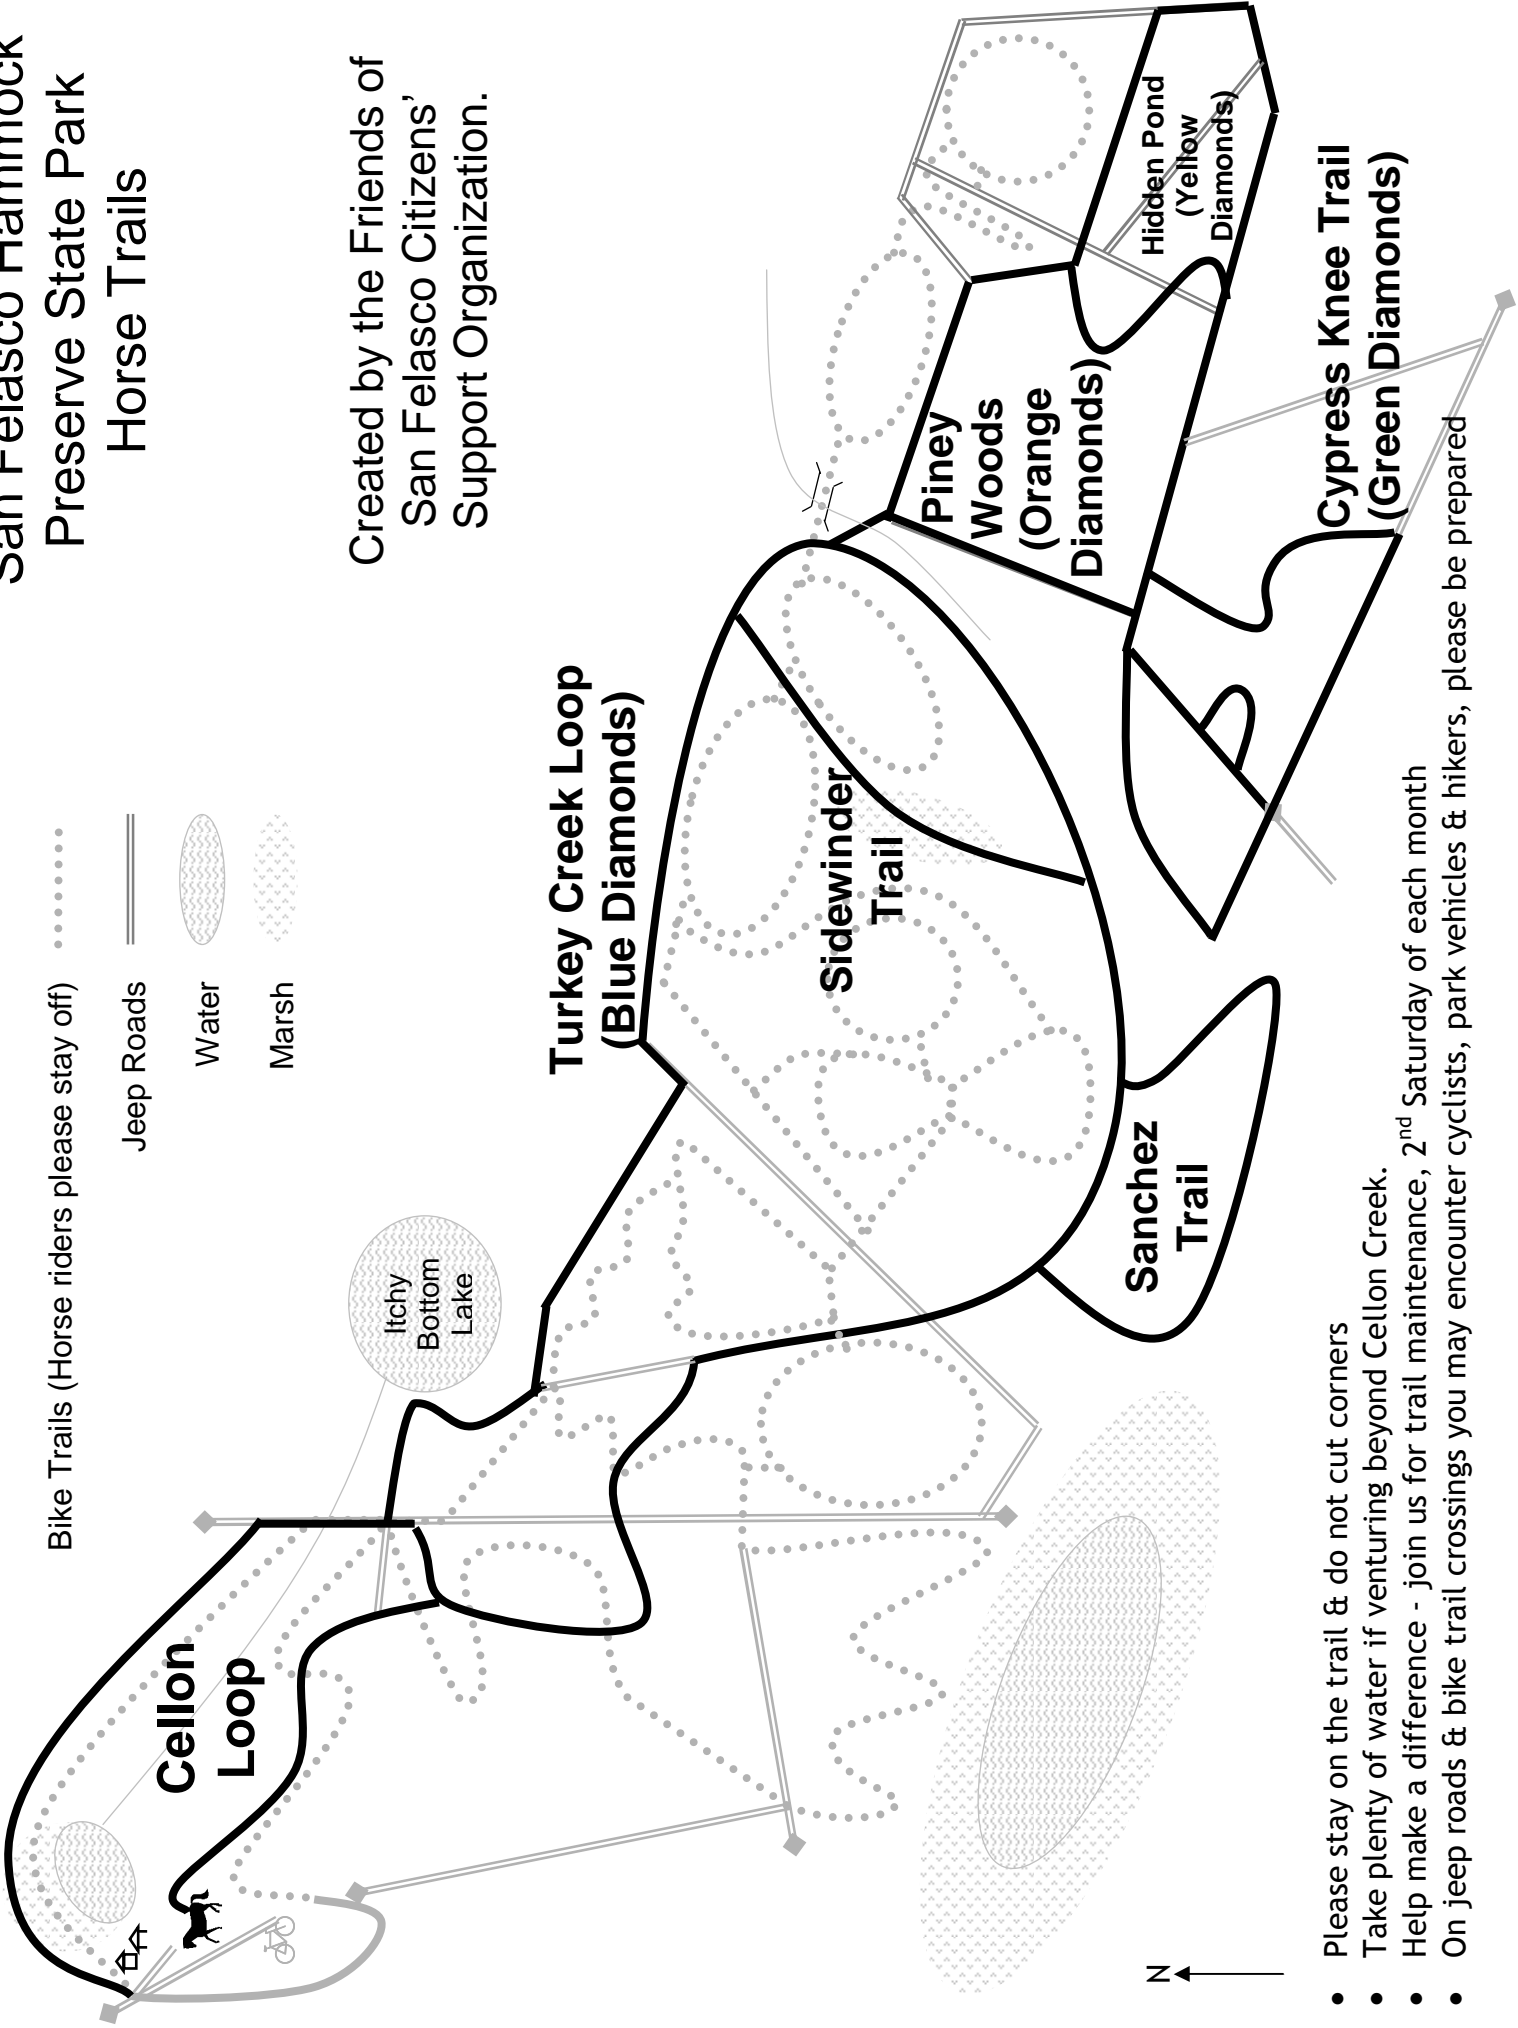 San Felasco Hammock
Preserve State Park
Horse Trails
Created by the Friends of
San Felasco Citizens’
Support Organization.
Bike Trails (Horse riders please stay off)
Jeep Roads
Water
Marsh
Itchy
Bottom
Lake
Cellon
Loop
Turkey Creek Loop
(Blue Diamonds)
Sidewinder
Trail
Sanchez
Trail
Piney
Woods
(Orange
Diamonds)
Hidden Pond
(Yellow
Diamonds)
Cypress Knee Trail
(Green Diamonds)
N
• Please stay on the trail & do not cut corners
• Take plenty of water if venturing beyond Cellon Creek.
• Help make a difference - join us for trail maintenance, 2nd Saturday of each month
• On jeep roads & bike trail crossings you may encounter cyclists, park vehicles & hikers, please be prepared